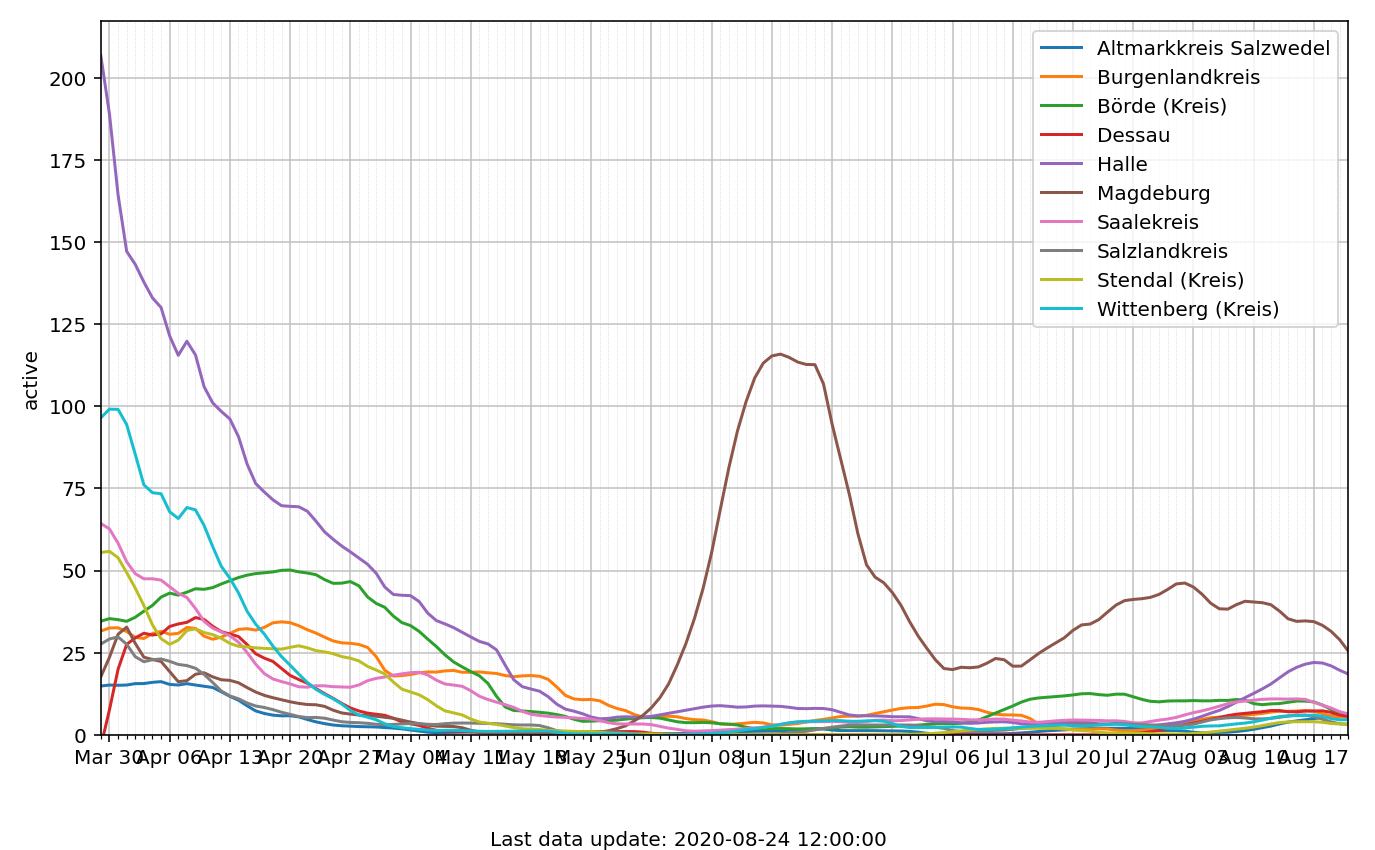 200
175
150
125
100
75
50
25
0
active
Altmarkkreis Salzwedel
Burgenlandkreis
Börde (Kreis)
Dessau
Halle
Magdeburg
Saalekreis
Salzlandkreis
Stendal (Kreis)
Wittenberg (Kreis)
Mar 30 Apr 06 Apr 13 Apr 20 Apr 27 May 04 May 11 May 18 May 25 Jun 01 Jun 08 Jun 15 Jun 22 Jun 29 Jul 06 Jul 13 Jul 20 Jul 27 Aug 03 Aug 10 Aug 17
Last data update: 2020-08-24 12:00:00